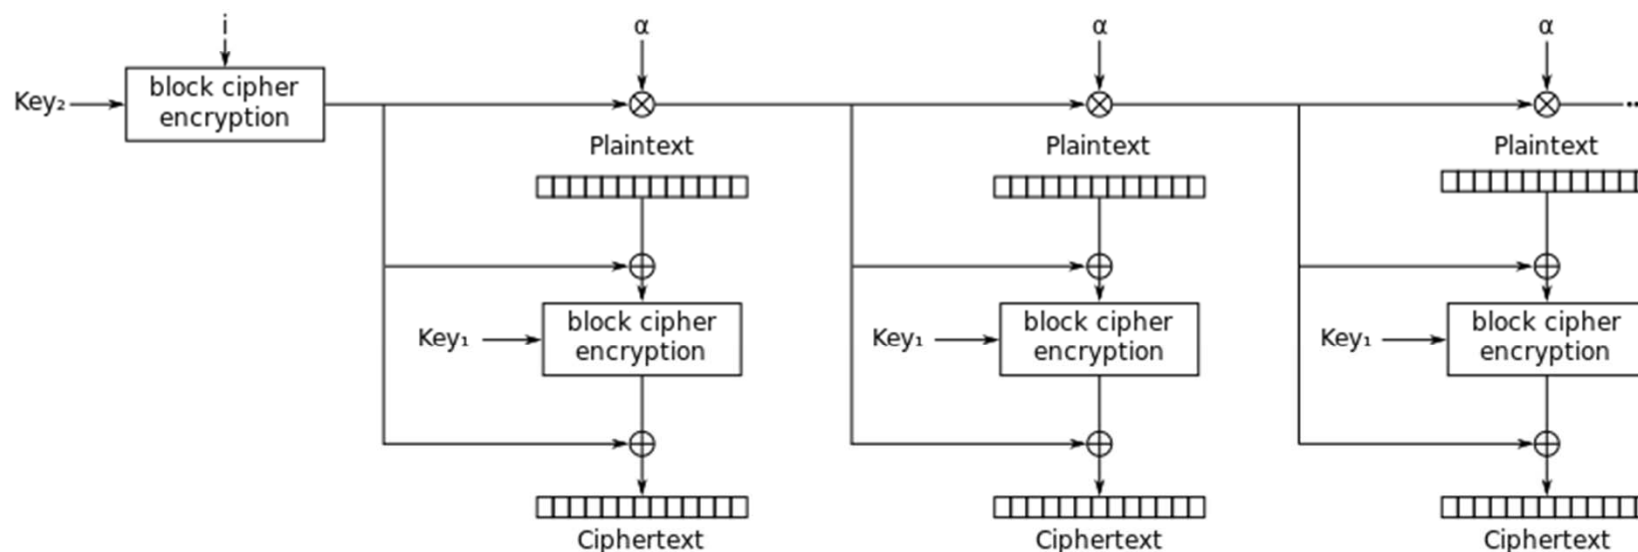 i
α
α
α
Key₂
block cipher
encryption
Plaintext
Plaintext
Plaintext
Key₁
block cipher
encryption
Key₁
block cipher
encryption
Key₁
block cipher
encryption
Ciphertext
Ciphertext
Ciphertext